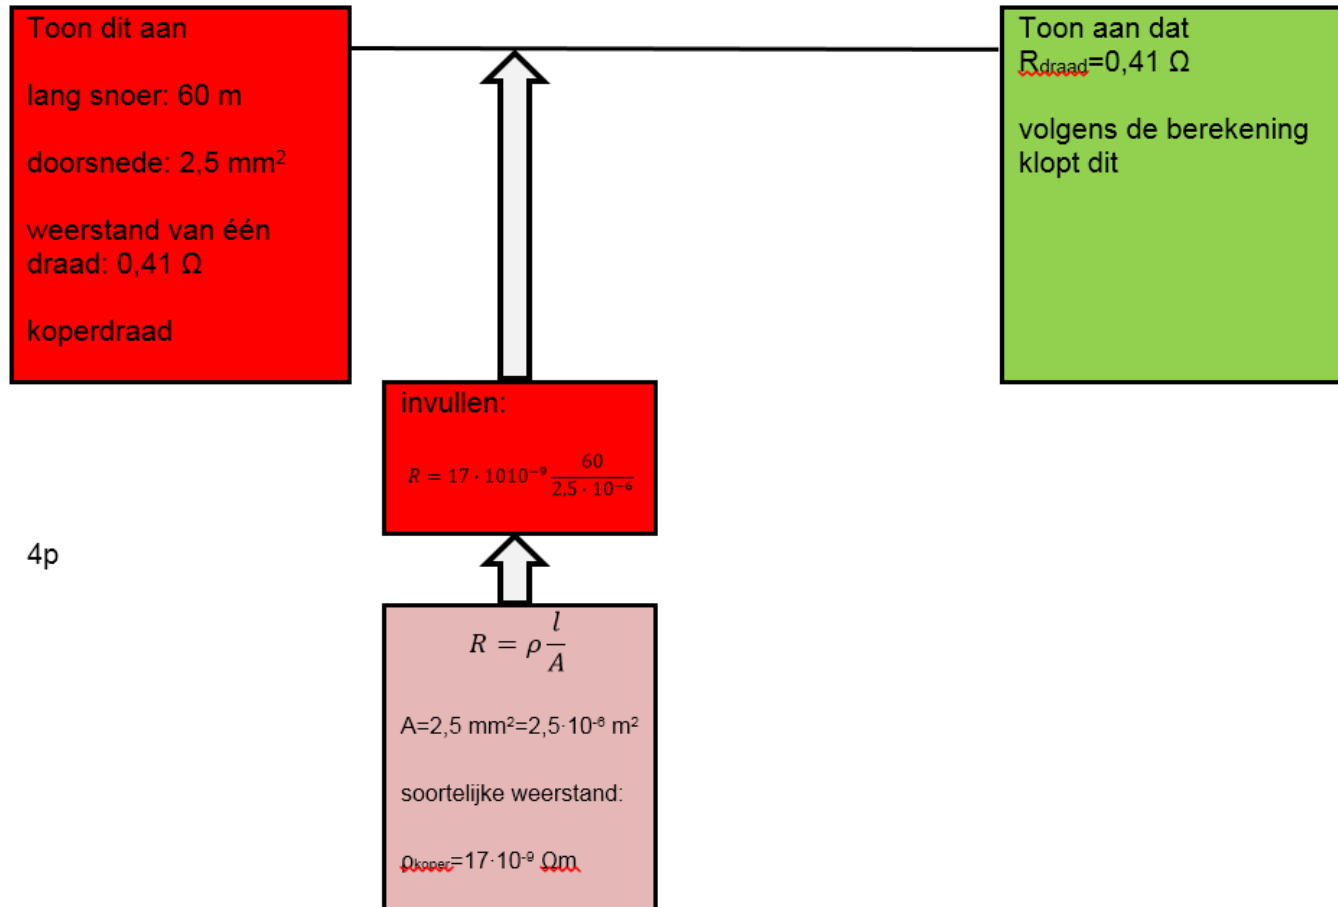 Toon dit aan
lang snoer: 60 m
doorsnede: 2,5 mm²
weerstand van één
draad: 0,41 Ω
koperdraad
Toon aan dat
Rdraad=0,41 Ω
volgens de berekening
klopt dit
invullen:
R = 17 · 1010⁻⁹ 60/(2,5 · 10⁻⁶)
4p
R = ρ l/A
A=2,5 mm²=2,5·10⁻⁶ m²
soortelijke weerstand:
ρkoper=17·10⁻⁹ Ωm